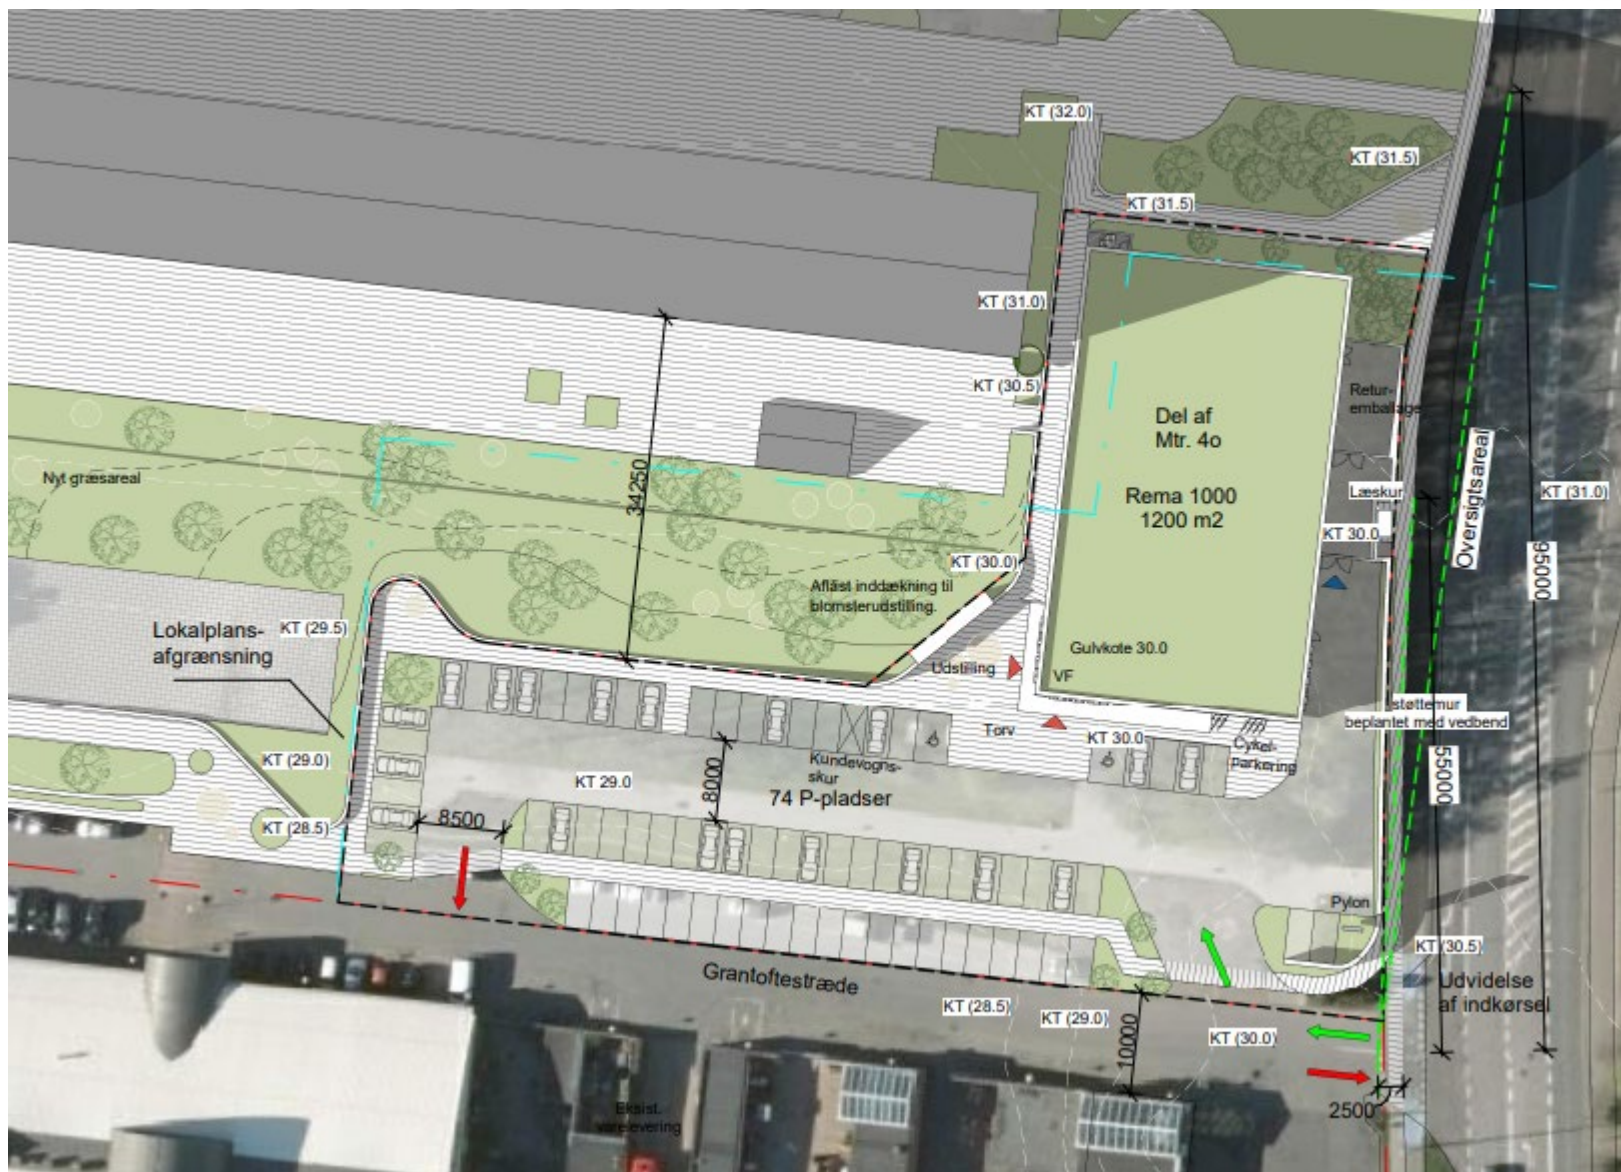 KT (32.0)
KT (31.5)
KT (31.5)
KT (31.0)
KT (30.5)
Retur-
emballage
Del af
Mtr. 4o
Rema 1000
1200 m2
Oversigtsareal
Læskur
KT (31.0)
KT 30.0
95000
34250
Nyt græsareal
KT (30.0)
Aflåst inddækning til
blomsterudstilling.
KT (29.5)
Lokalplans-
afgrænsning
Gulvkote 30.0
Udstilling
VF
støttemur
beplantet med vedbend
55000
Torv
KT 30.0
Cykel-
parkering
KT (29.0)
Kundevogns-
skur
KT 29.0
8000
74 P-pladser
8500
KT (28.5)
Pylon
KT (30.5)
Grantoftestræde
Udvidelse
af indkørsel
KT (28.5)
KT (29.0)
KT (30.0)
10000
2500
Eksist.
varelevering